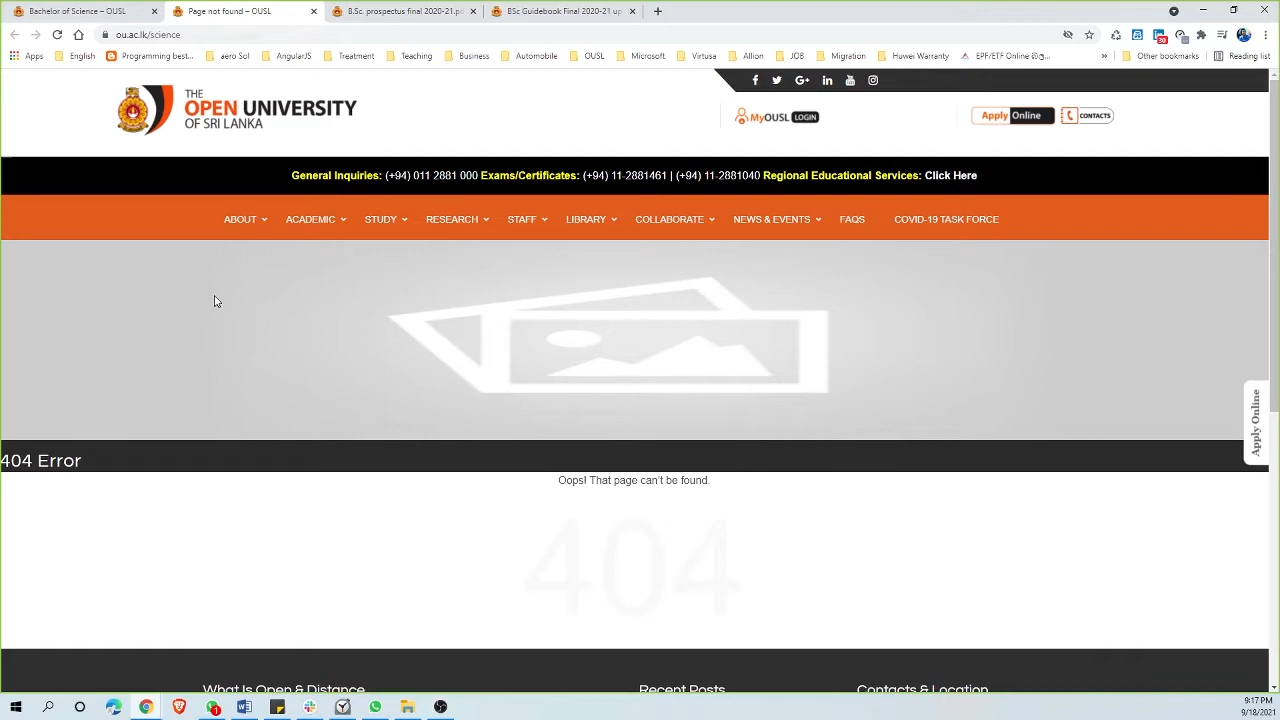 Bachelor of Science – OUSL
Page not found – OUSL
B.Sc. prospectus final 2020-21.p
BSc Guidebook Final 2020-21 up
ou.ac.lk/science
Apps English Programming best... aero Sol AngularJS Treatment Teaching Business Automobile OUSL Microsoft Virtusa Allion JOB Migration Huwei Warranty EPF/ETF Online » Other bookmarks Reading list
THE
OPEN UNIVERSITY
OF SRI LANKA
MyOUSL LOGIN
Apply Online
CONTACTS
General Inquiries: (+94) 011 2881 000 Exams/Certificates: (+94) 11-2881461 | (+94) 11-2881040 Regional Educational Services: Click Here
ABOUT ACADEMIC STUDY RESEARCH STAFF LIBRARY COLLABORATE NEWS & EVENTS FAQS COVID-19 TASK FORCE
Apply Online
404 Error
Oops! That page can't be found.
404
What Is Open & Distance
Recent Posts
Contacts & Location
9:17 PM
9/18/2021